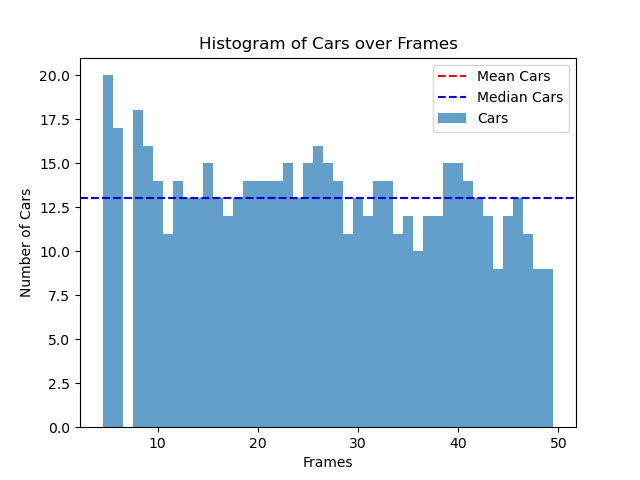 Histogram of Cars over Frames
Mean Cars
Median Cars
Cars
Number of Cars
20.0
17.5
15.0
12.5
10.0
7.5
5.0
2.5
0.0
10 20 30 40 50
Frames